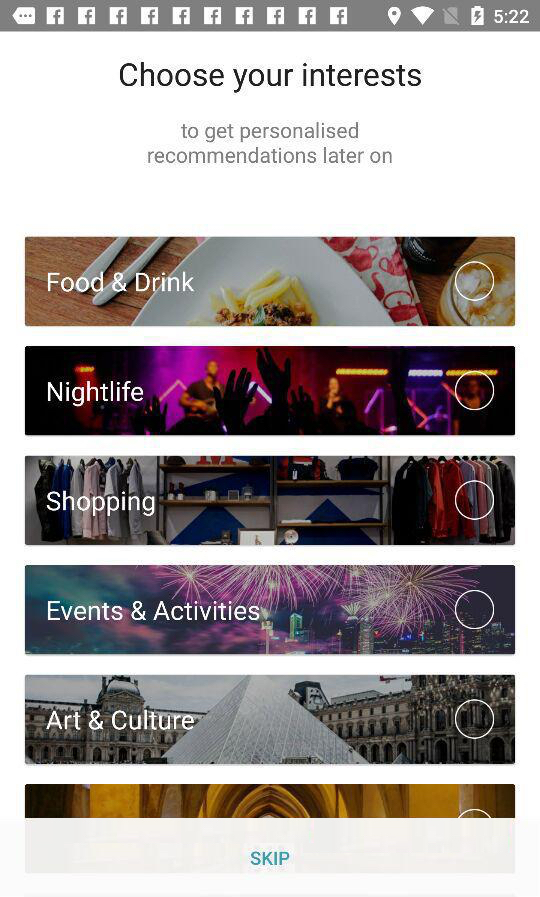 5:22
Choose your interests
to get personalised
recommendations later on
Food & Drink
Nightlife
Shopping
Events & Activities
Art & Culture
SKIP